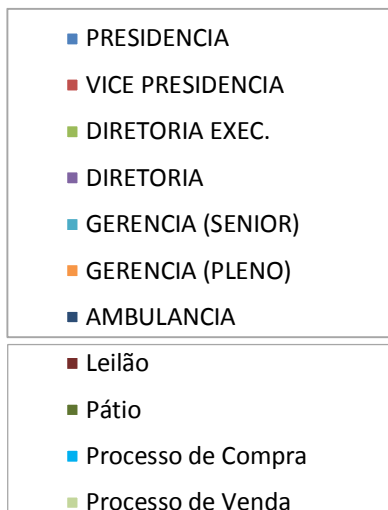 PRESIDENCIA
VICE PRESIDENCIA
DIRETORIA EXEC.
DIRETORIA
GERENCIA (SENIOR)
GERENCIA (PLENO)
AMBULANCIA
Leilão
Pátio
Processo de Compra
Processo de Venda